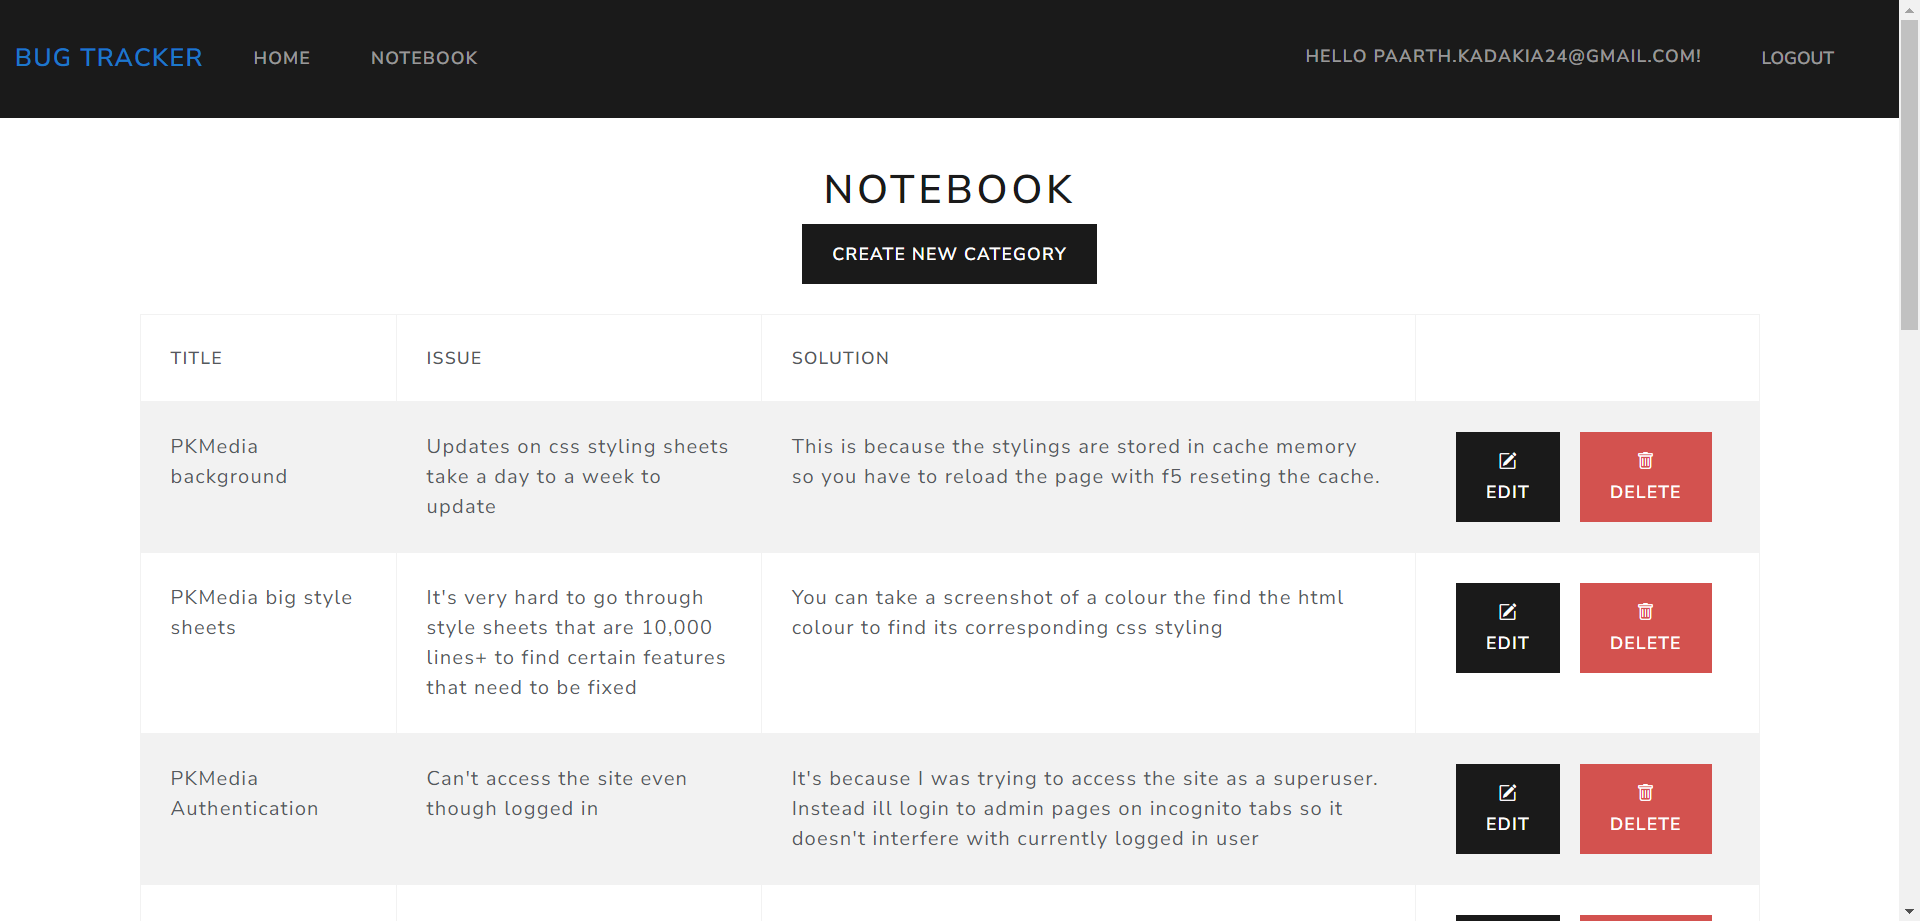 BUG TRACKER HOME NOTEBOOK HELLO PAARTH.KADAKIA24@GMAIL.COM! LOGOUT
NOTEBOOK
CREATE NEW CATEGORY
TITLE ISSUE SOLUTION
PKMedia
background
Updates on css styling sheets
take a day to a week to
update
This is because the stylings are stored in cache memory
so you have to reload the page with f5 reseting the cache.
EDIT
DELETE
PKMedia big style
sheets
It's very hard to go through
style sheets that are 10,000
lines+ to find certain features
that need to be fixed
You can take a screenshot of a colour the find the html
colour to find its corresponding css styling
EDIT
DELETE
PKMedia
Authentication
Can't access the site even
though logged in
It's because I was trying to access the site as a superuser.
Instead ill login to admin pages on incognito tabs so it
doesn't interfere with currently logged in user
EDIT
DELETE